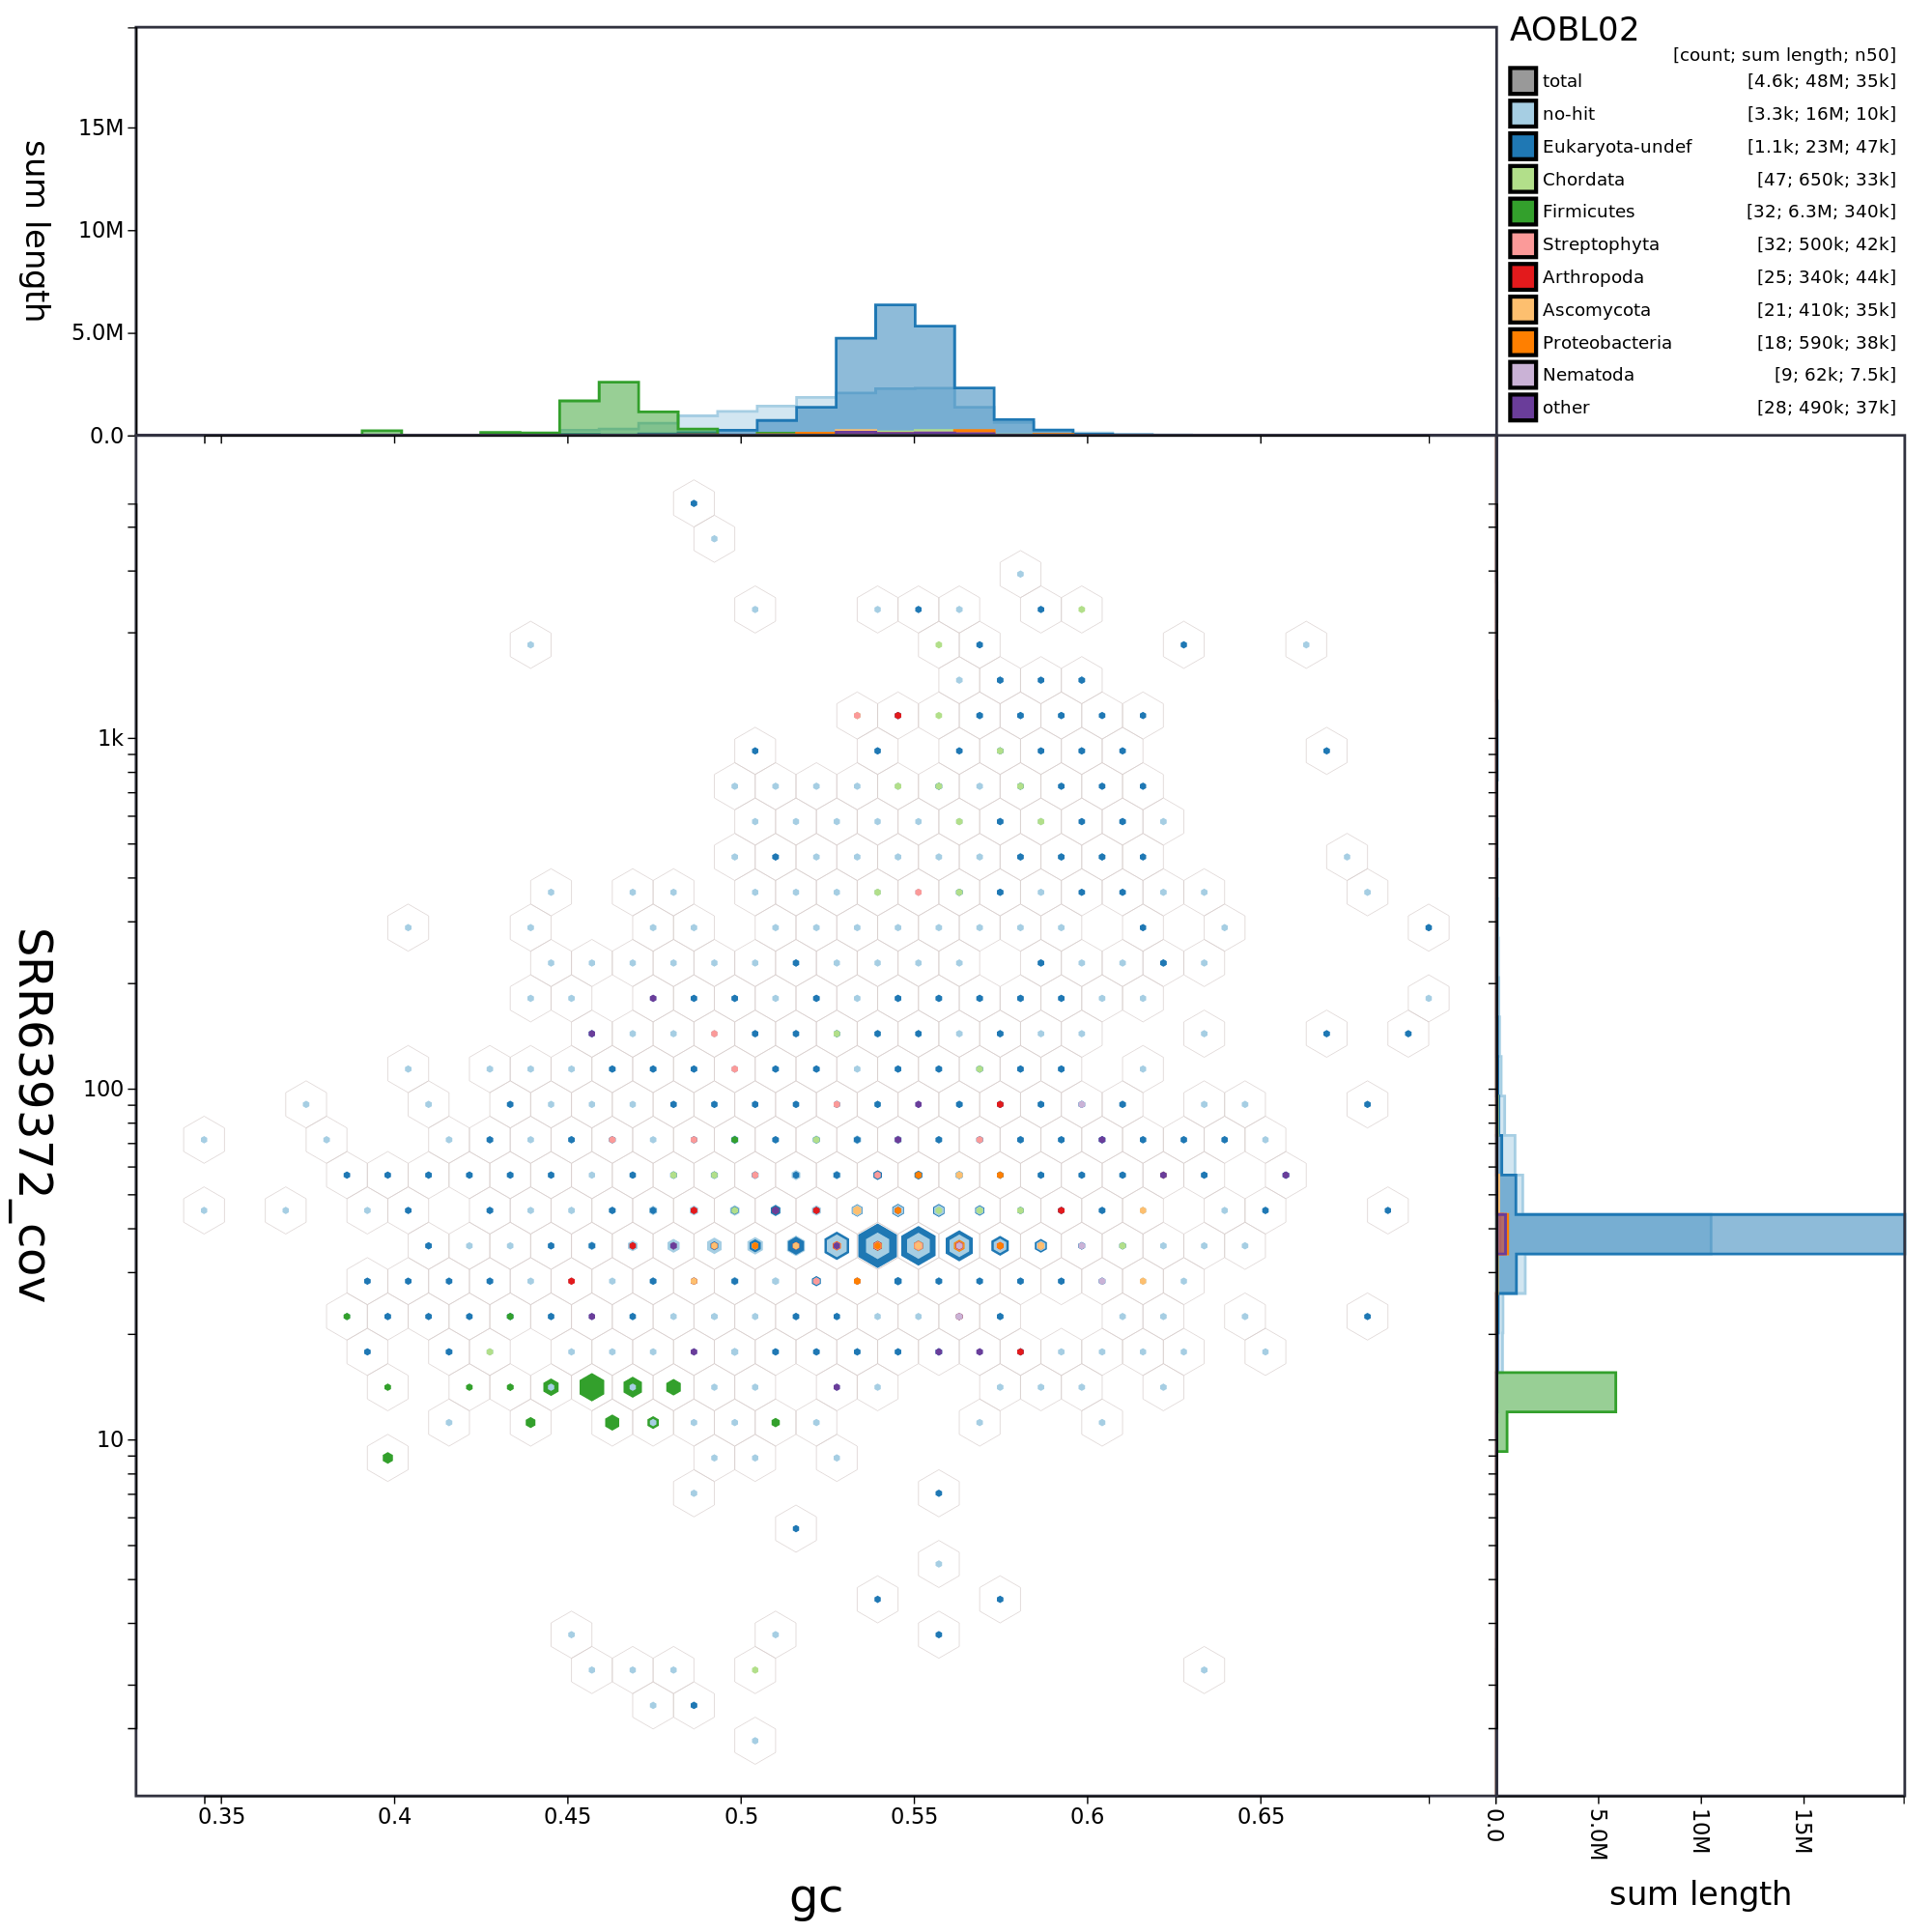 AOBL02
[count; sum length; n50]
total [4.6k; 48M; 35k]
no-hit [3.3k; 16M; 10k]
Eukaryota-undef [1.1k; 23M; 47k]
Chordata [47; 650k; 33k]
Firmicutes [32; 6.3M; 340k]
Streptophyta [32; 500k; 42k]
Arthropoda [25; 340k; 44k]
Ascomycota [21; 410k; 35k]
Proteobacteria [18; 590k; 38k]
Nematoda [9; 62k; 7.5k]
other [28; 490k; 37k]
sum length
15M
10M
5.0M
0.0
SRR639372_cov
1k
100
10
0.35 0.4 0.45 0.5 0.55 0.6 0.65
gc
0.0 5.0M 10M 15M
sum length